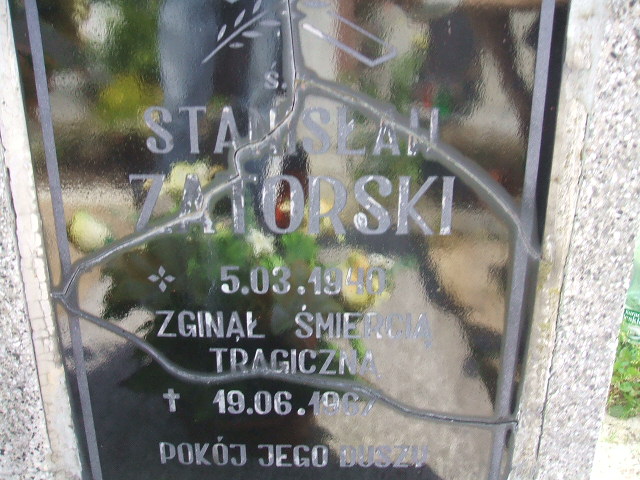 Ś.
STANISŁAW
ZATORSKI
5.03.1940
ZGINĄŁ ŚMIERCIĄ
TRAGICZNĄ
✝ 19.06.1967
POKÓJ JEGO DUSZY